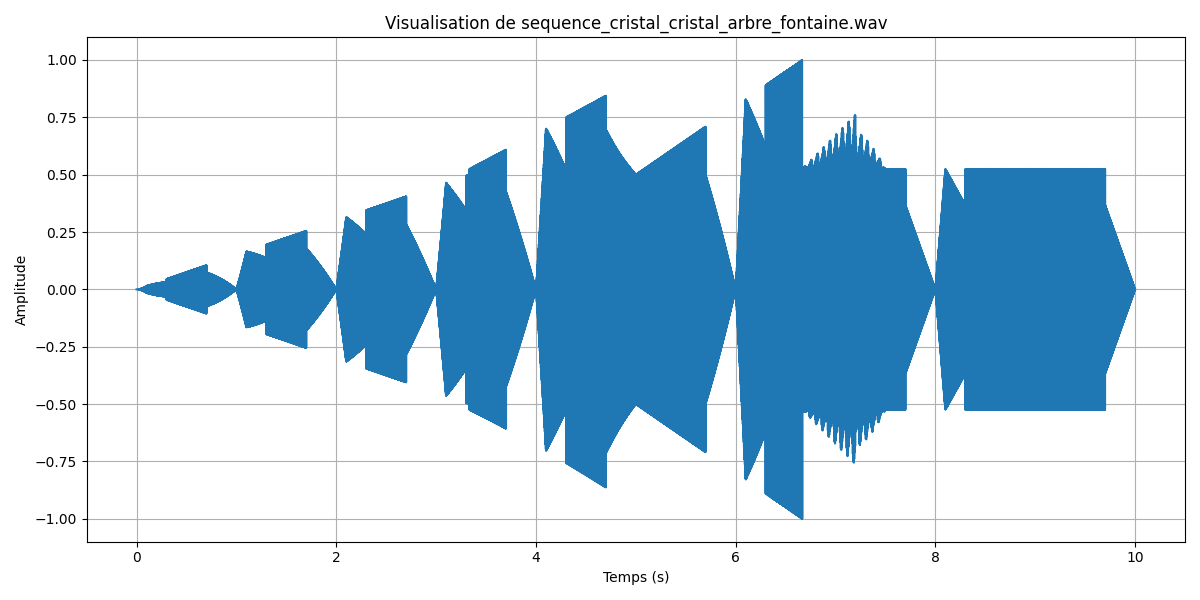 Visualisation de sequence_cristal_cristal_arbre_fontaine.wav
1.00
0.75
0.50
0.25
0.00
−0.25
−0.50
−0.75
−1.00
Amplitude
0 2 4 6 8 10
Temps (s)